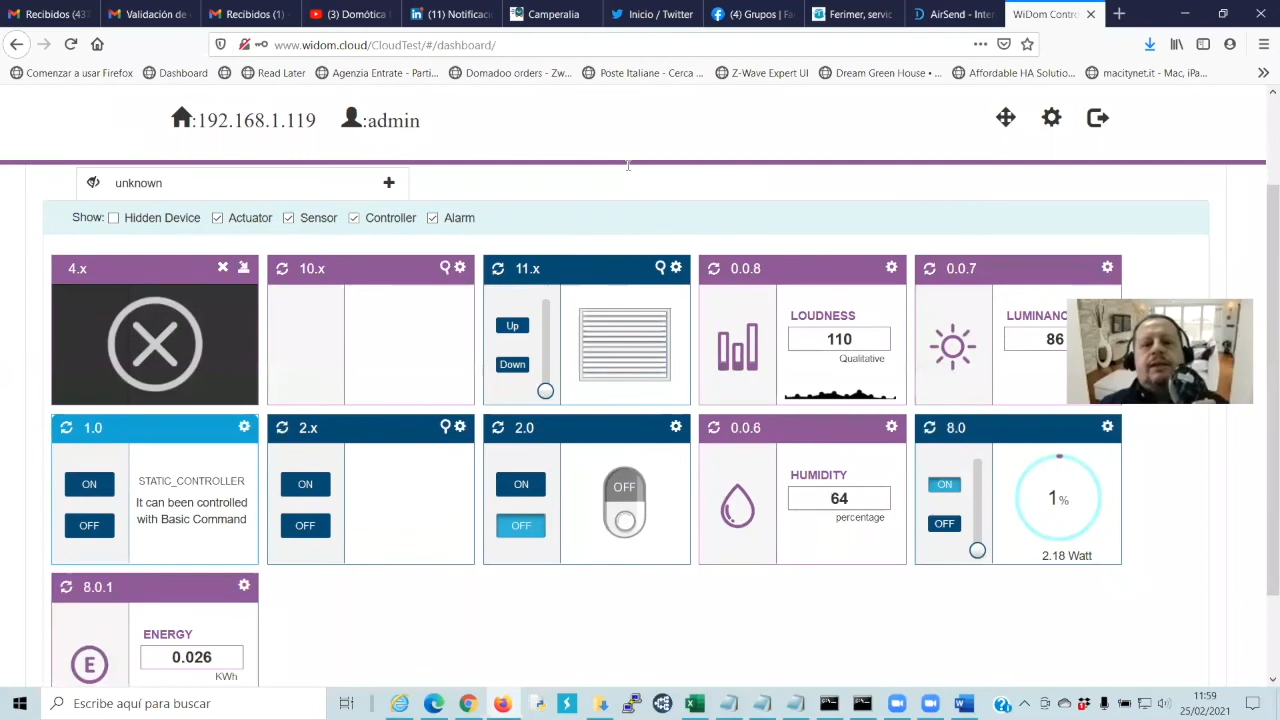 Recibidos (43
Validación de
Recibidos (1) -
(3) Domótica
(11) Notificaci
Camperalia
Inicio / Twitter
(4) Grupos | Fa
Ferimer, servic
AirSend - Inter
WiDom Contro
www.widom.cloud/CloudTest/#/dashboard/
Comenzar a usar Firefox
Dashboard
Read Later
Agenzia Entrate - Parti...
Domadoo orders - Zw...
Poste Italiane - Cerca ...
Z-Wave Expert UI
Dream Green House • ...
Affordable HA Solutio...
macitynet.it - Mac, iPa...
:192.168.1.119 :admin
unknown
Show: Hidden Device Actuator Sensor Controller Alarm
4.x
10.x
11.x
Up
Down
0.0.8
LOUDNESS
110
Qualitative
0.0.7
LUMINANC
86
1.0
ON
OFF
STATIC_CONTROLLER
It can been controlled
with Basic Command
2.x
ON
OFF
2.0
ON
OFF
OFF
0.0.6
HUMIDITY
64
percentage
8.0
ON
OFF
1%
2.18 Watt
8.0.1
E
ENERGY
0.026
KWh
Escribe aquí para buscar
11:59
25/02/2021